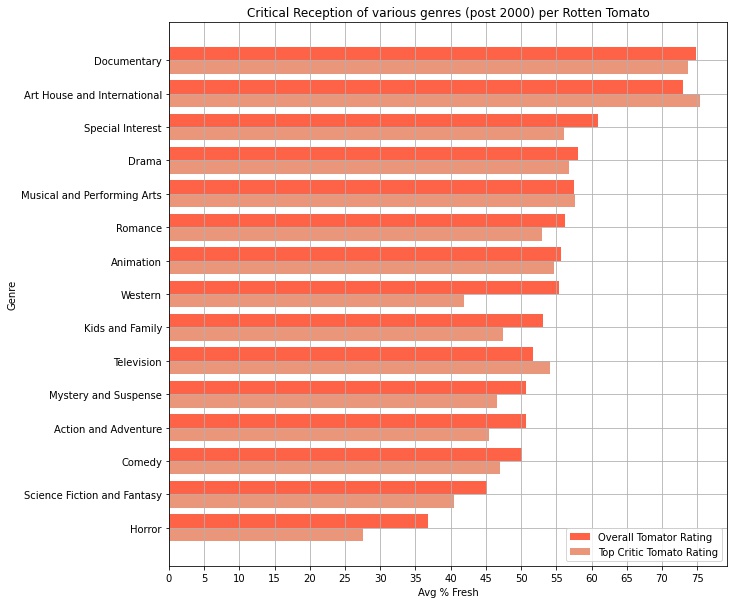 Critical Reception of various genres (post 2000) per Rotten Tomato
Genre
Documentary
Art House and International
Special Interest
Drama
Musical and Performing Arts
Romance
Animation
Western
Kids and Family
Television
Mystery and Suspense
Action and Adventure
Comedy
Science Fiction and Fantasy
Horror
Overall Tomator Rating
Top Critic Tomato Rating
0 5 10 15 20 25 30 35 40 45 50 55 60 65 70 75
Avg % Fresh